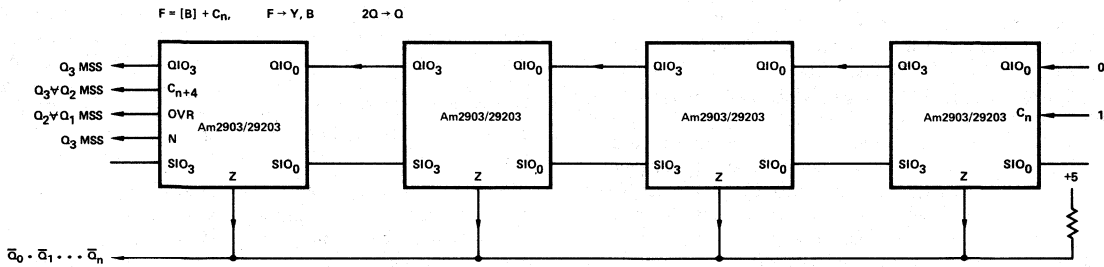 F = [B] + Cn,    F → Y, B    2Q → Q
Q3 MSS
QIO3
QIO0
QIO3
QIO0
QIO3
QIO0
QIO3
QIO0
0
Q3∀Q2 MSS
Cn+4
Q2∀Q1 MSS
OVR
Am2903/29203
Am2903/29203
Am2903/29203
Am2903/29203
Cn
1
Q3 MSS
N
SIO3
SIO0
SIO3
SIO0
SIO3
SIO0
SIO3
SIO0
Z
Z
Z
Z
+5
Q̅0 • Q̅1 • • • Q̅n